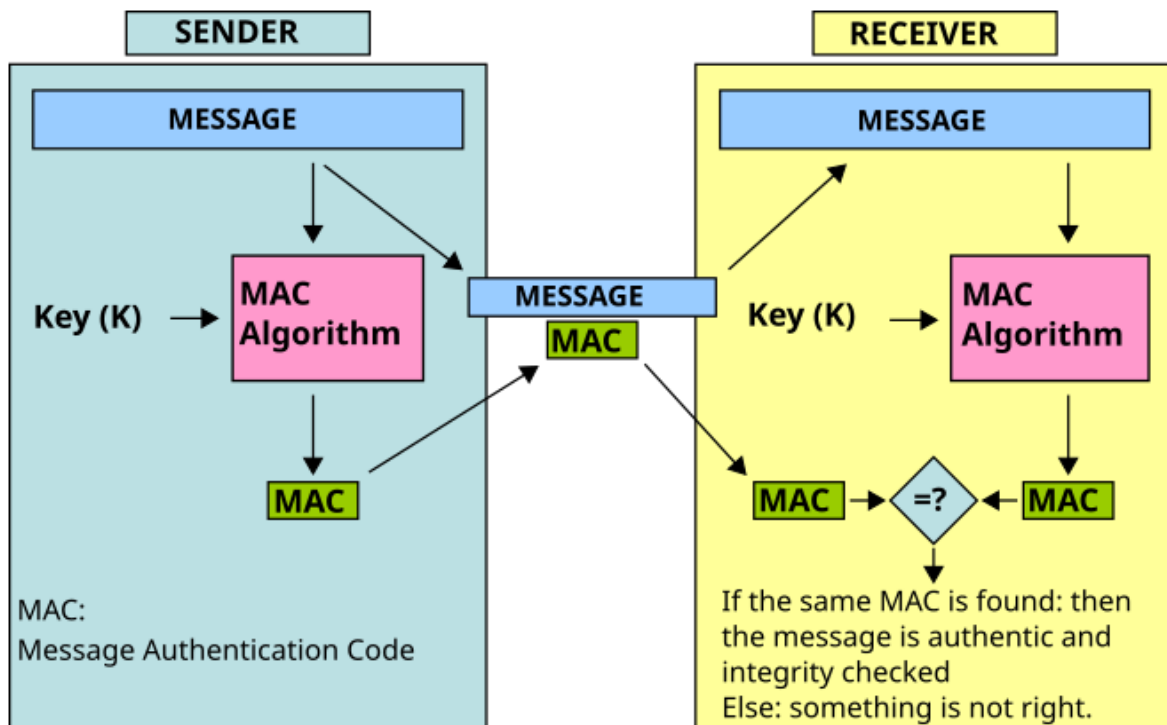 SENDER
MESSAGE
Key (K)
MAC
Algorithm
MAC
MAC:
Message Authentication Code
MESSAGE
MAC
RECEIVER
MESSAGE
Key (K)
MAC
Algorithm
MAC
=?
MAC
If the same MAC is found: then
the message is authentic and
integrity checked
Else: something is not right.